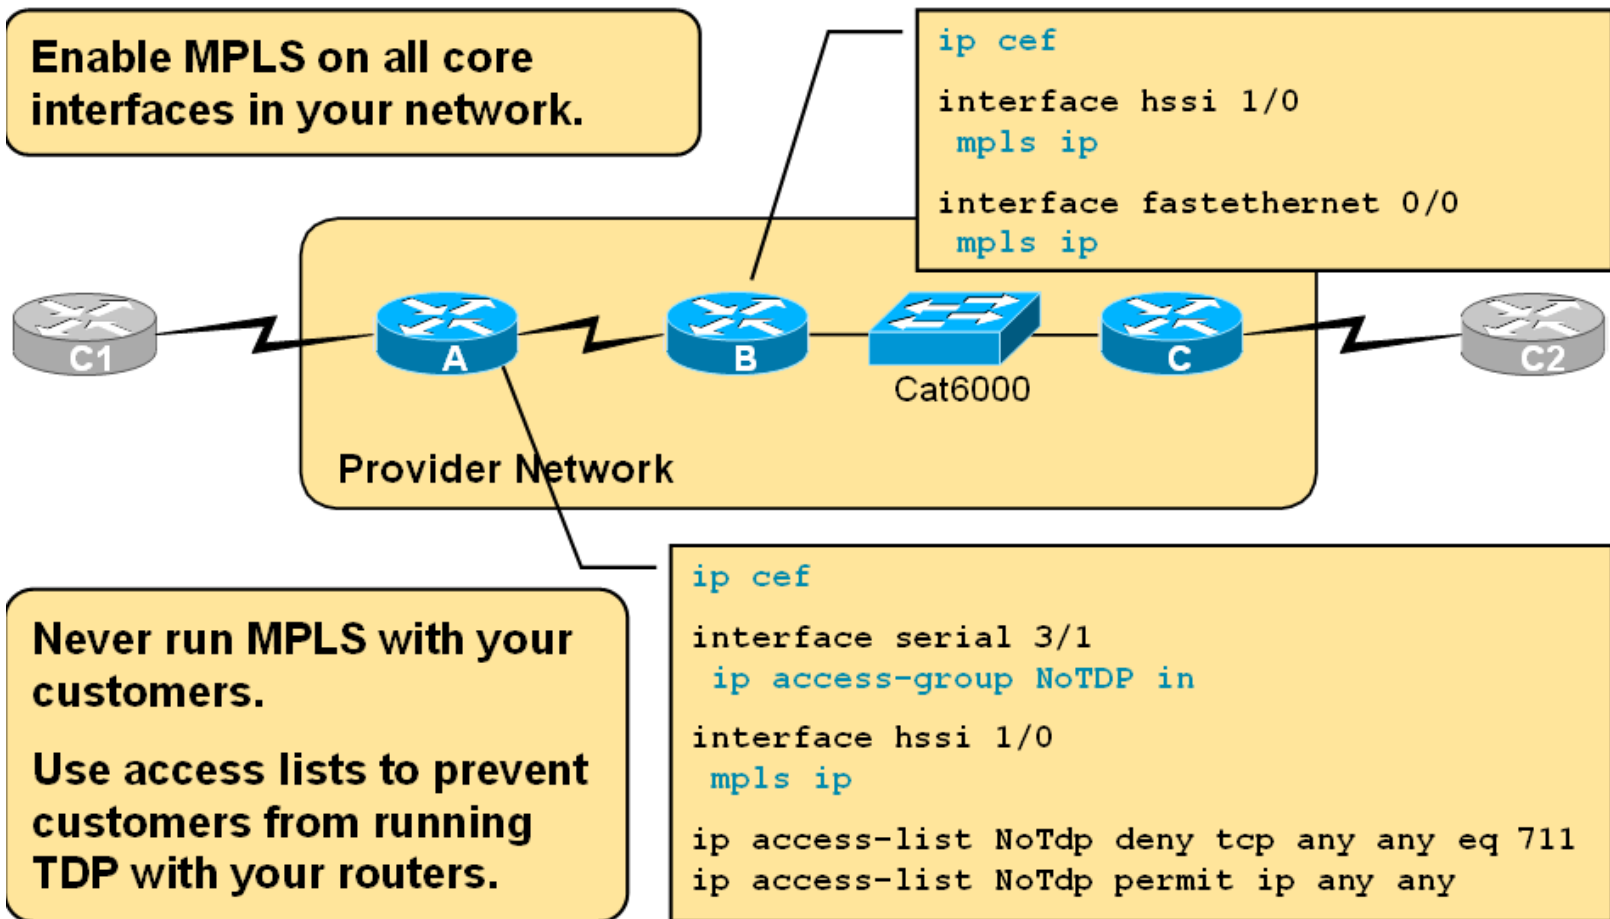 Enable MPLS on all core
interfaces in your network.
ip cef
interface hssi 1/0
mpls ip
interface fastethernet 0/0
mpls ip
C1
A
B
Cat6000
C
C2
Provider Network
Never run MPLS with your
customers.
Use access lists to prevent
customers from running
TDP with your routers.
ip cef
interface serial 3/1
ip access-group NoTDP in
interface hssi 1/0
mpls ip
ip access-list NoTdp deny tcp any any eq 711
ip access-list NoTdp permit ip any any